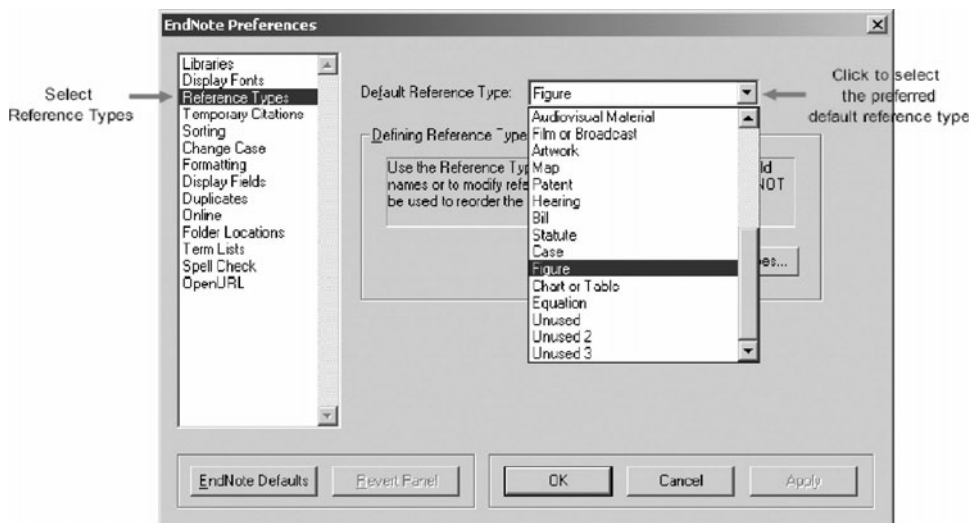 EndNote Preferences
Select
Reference Types
Libraries
Display Fonts
Reference Types
Temporary Citations
Sorting
Change Case
Formatting
Display Fields
Duplicates
Online
Folder Locations
Term Lists
Spell Check
OpenURL
Default Reference Type:
Figure
Click to select
the preferred
default reference type
Defining Reference Type
Use the Reference Typ
ld
names or to modify refe
NOT
be used to reorder the
es...
Audiovisual Material
Film or Broadcast
Artwork
Map
Patent
Hearing
Bill
Statute
Case
Figure
Chart or Table
Equation
Unused
Unused 2
Unused 3
EndNote Defaults
Revert Panel
OK
Cancel
Apply